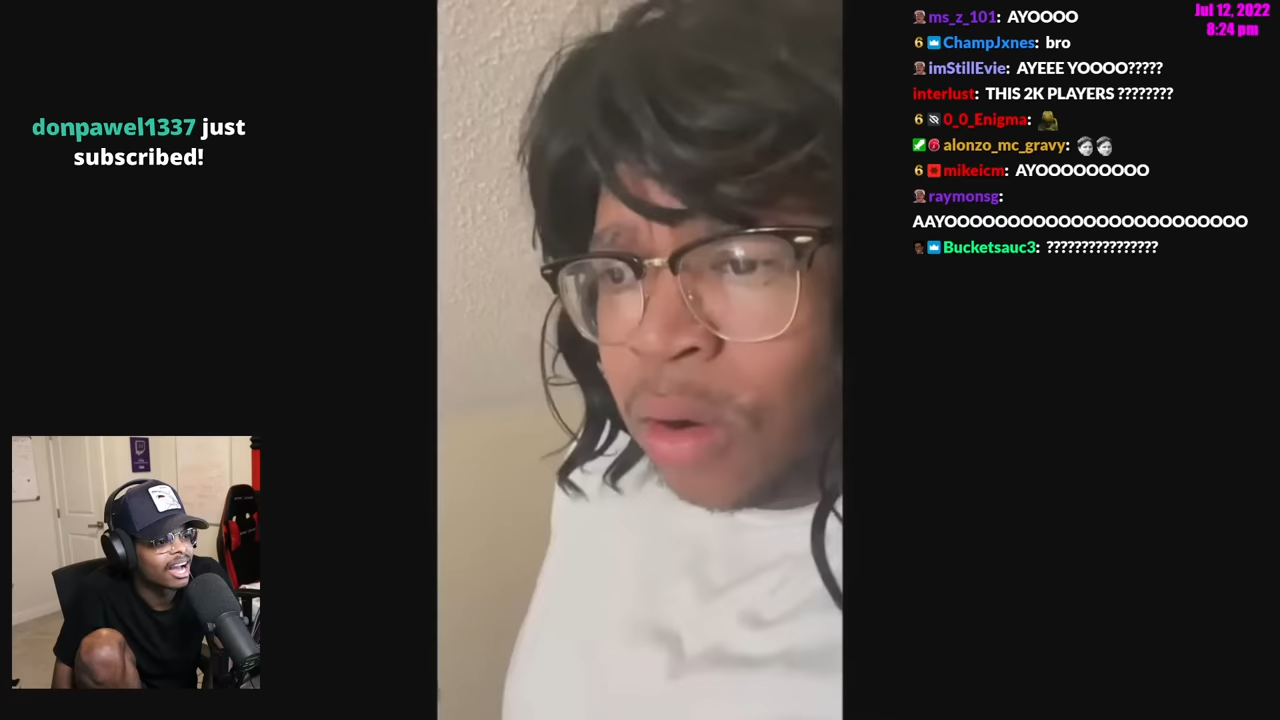 donpawel1337 just
subscribed!
ms_z_101: AYOOOO
6 ChampJxnes: bro
imStillEvie: AYEEE YOOOO?????
interlust: THIS 2K PLAYERS ????????
6 0_0_Enigma:
alonzo_mc_gravy:
6 mikeicm: AYOOOOOOOOO
raymonsg:
AAYOOOOOOOOOOOOOOOOOOOOOOOO
Bucketsauc3: ????????????????
Jul 12, 2022
8:24 pm